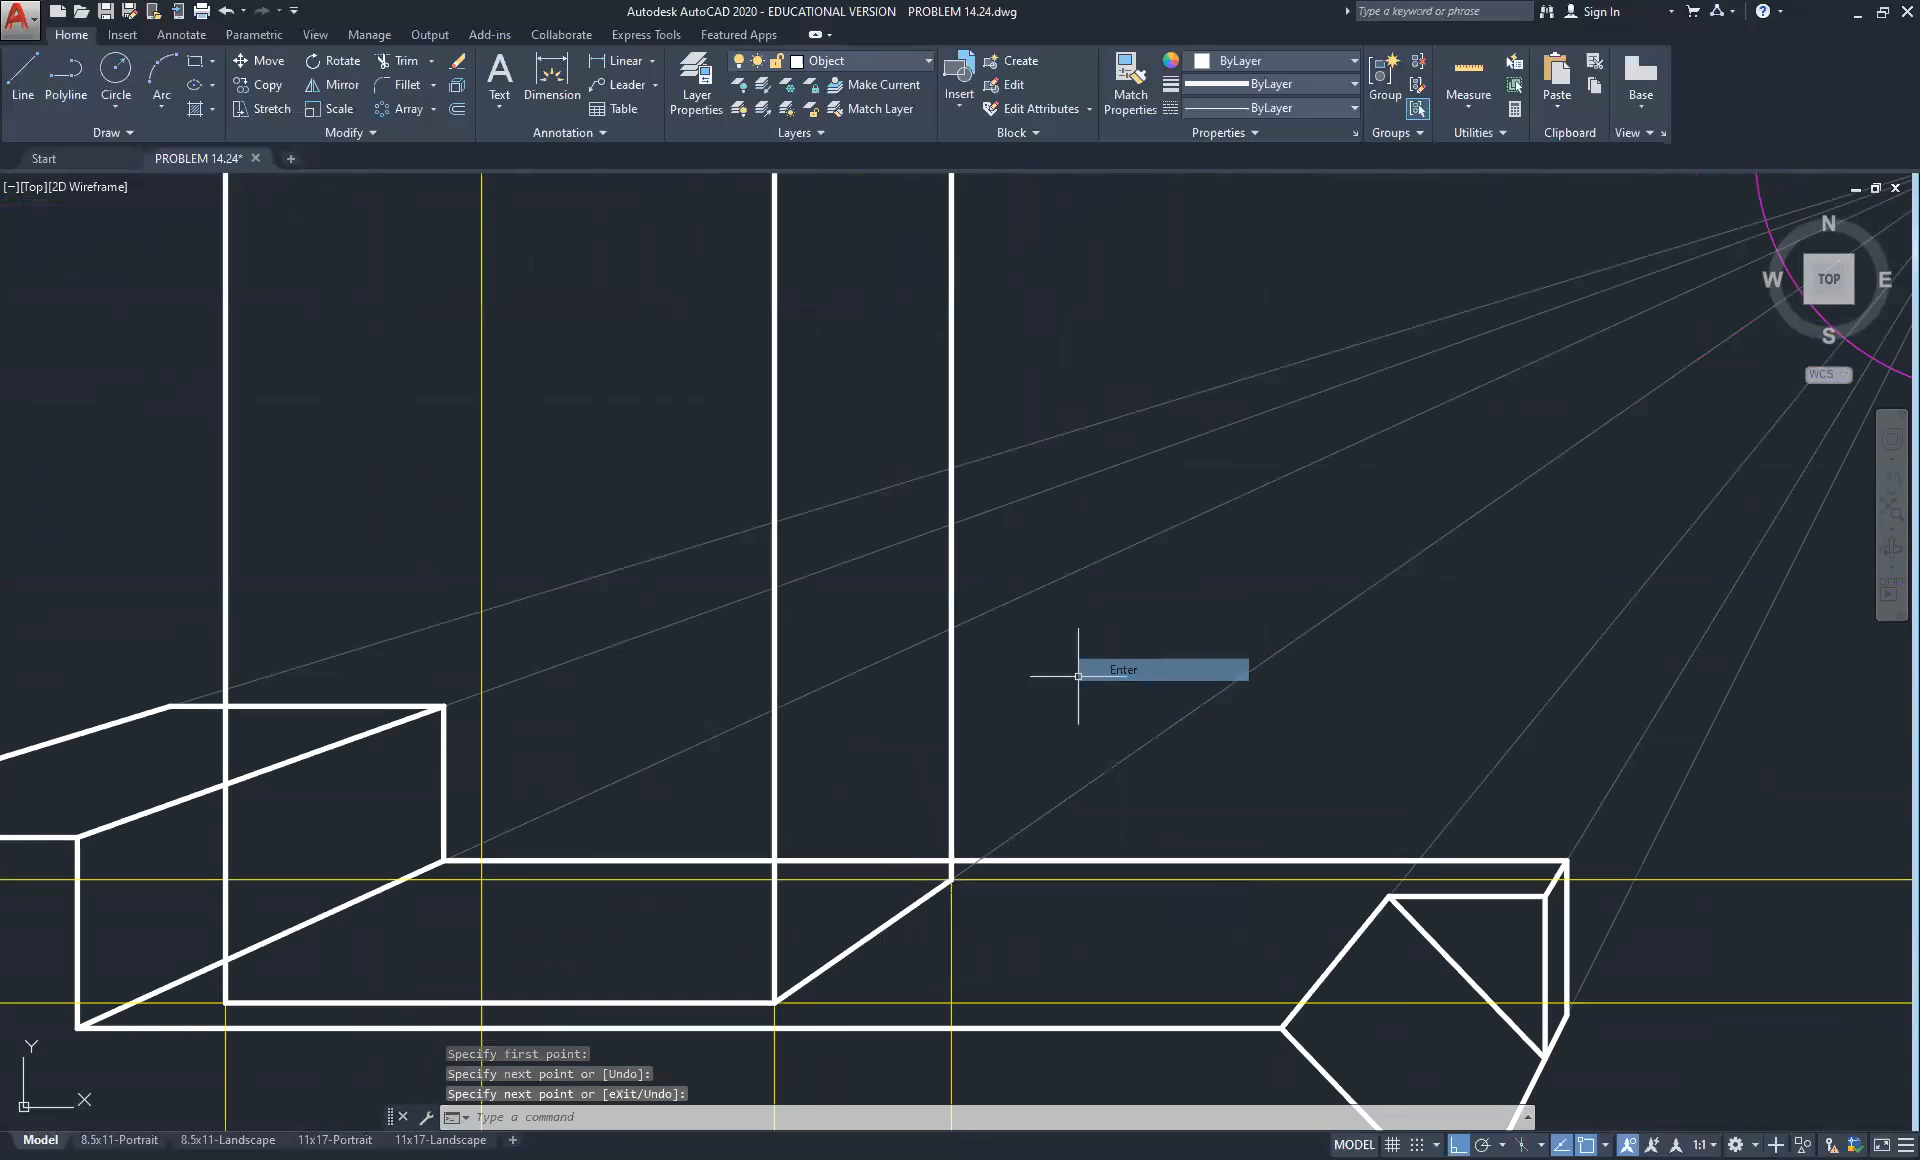 Autodesk AutoCAD 2020 - EDUCATIONAL VERSION PROBLEM 14.24.dwg
Type a keyword or phrase
Sign In
Home Insert Annotate Parametric View Manage Output Add-ins Collaborate Express Tools Featured Apps
Line Polyline Circle Arc
Move Rotate Trim
Copy Mirror Fillet
Stretch Scale Array
Text Dimension
Linear
Leader
Table
Layer Properties
Object
Make Current
Match Layer
Insert
Create
Edit
Edit Attributes
Match Properties
ByLayer
ByLayer
ByLayer
Group
Measure
Paste
Base
Draw Modify Annotation Layers Block Properties Groups Utilities Clipboard View
Start PROBLEM 14.24*
[−][Top][2D Wireframe]
N
W TOP E
S
WCS
Enter
Y
X
Specify first point:
Specify next point or [Undo]:
Specify next point or [eXit/Undo]:
Type a command
Model 8.5x11-Portrait 8.5x11-Landscape 11x17-Portrait 11x17-Landscape
MODEL 1:1